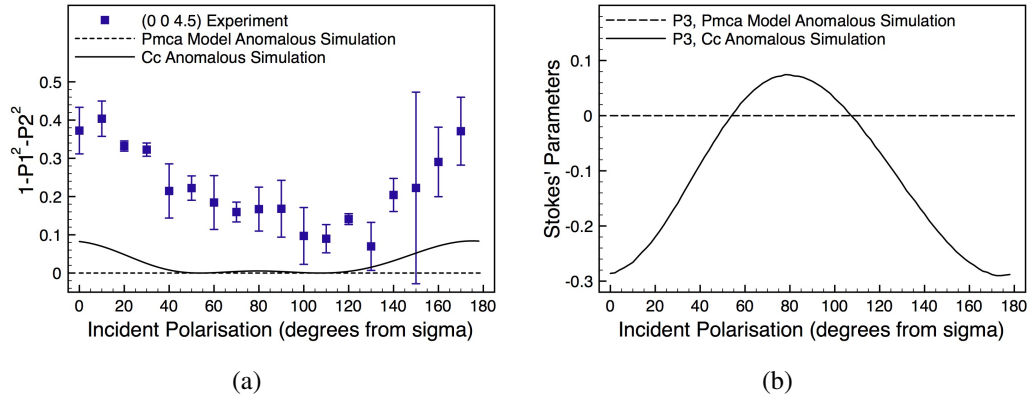 (0 0 4.5) Experiment
Pmca Model Anomalous Simulation
Cc Anomalous Simulation
1-P1²-P2²
0.5
0.4
0.3
0.2
0.1
0
0 20 40 60 80 100 120 140 160 180
Incident Polarisation (degrees from sigma)
(a)
P3, Pmca Model Anomalous Simulation
P3, Cc Anomalous Simulation
Stokes' Parameters
0.1
0
-0.1
-0.2
-0.3
0 20 40 60 80 100 120 140 160 180
Incident Polarisation (degrees from sigma)
(b)